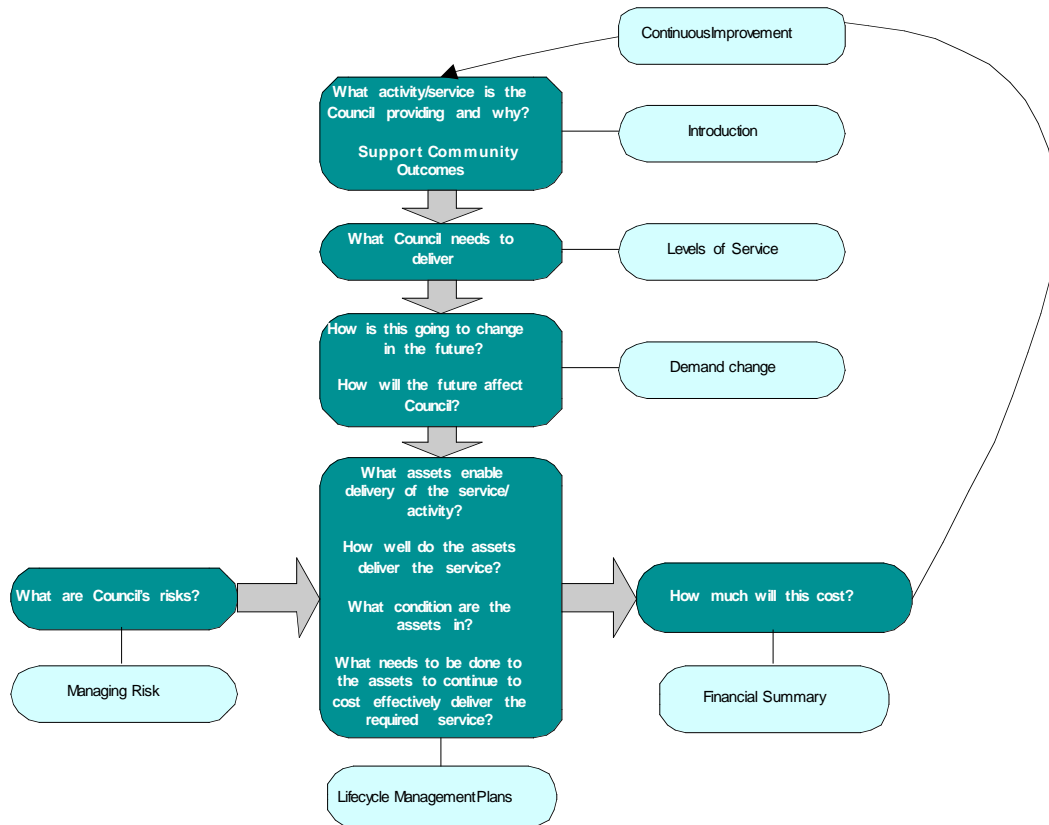 ContinuousImprovement
What activity/service is the
Council providing and why?
Support Community
Outcomes
Introduction
What Council needs to
deliver
Levels of Service
How is this going to change
in the future?
How will the future affect
Council?
Demand change
What assets enable
delivery of the service/
activity?
How well do the assets
deliver the service?
What condition are the
assets in?
What needs to be done to
the assets to continue to
cost effectively deliver the
required service?
What are Council's risks?
How much will this cost?
Managing Risk
Financial Summary
Lifecycle ManagementPlans